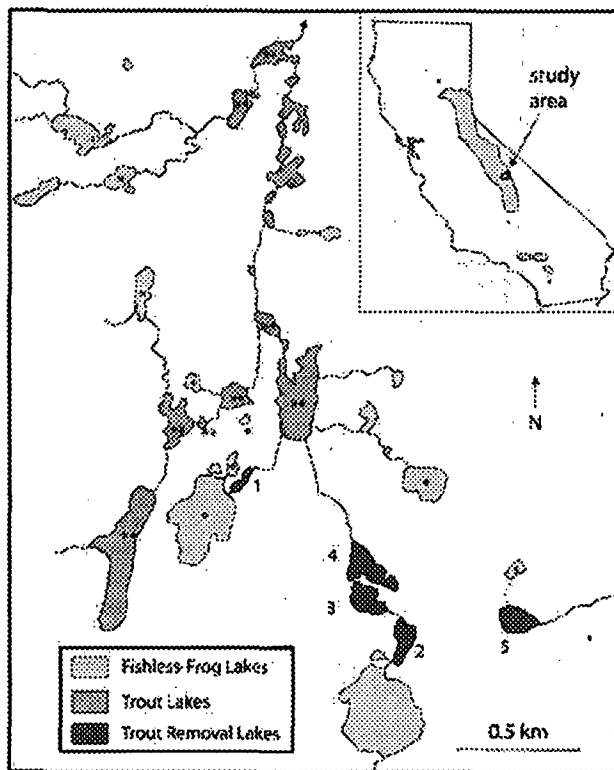 study
area
N
1
4
3
2
5
Fishless Frog Lakes
Trout Lakes
Trout Removal Lakes
0.5 km